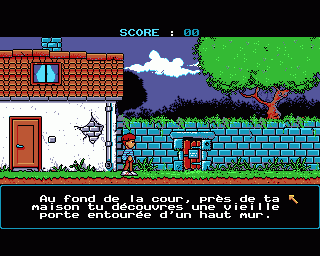 SCORE : 00
Au fond de la cour, près de ta
maison tu découvres une vieille
porte entourée d'un haut mur.